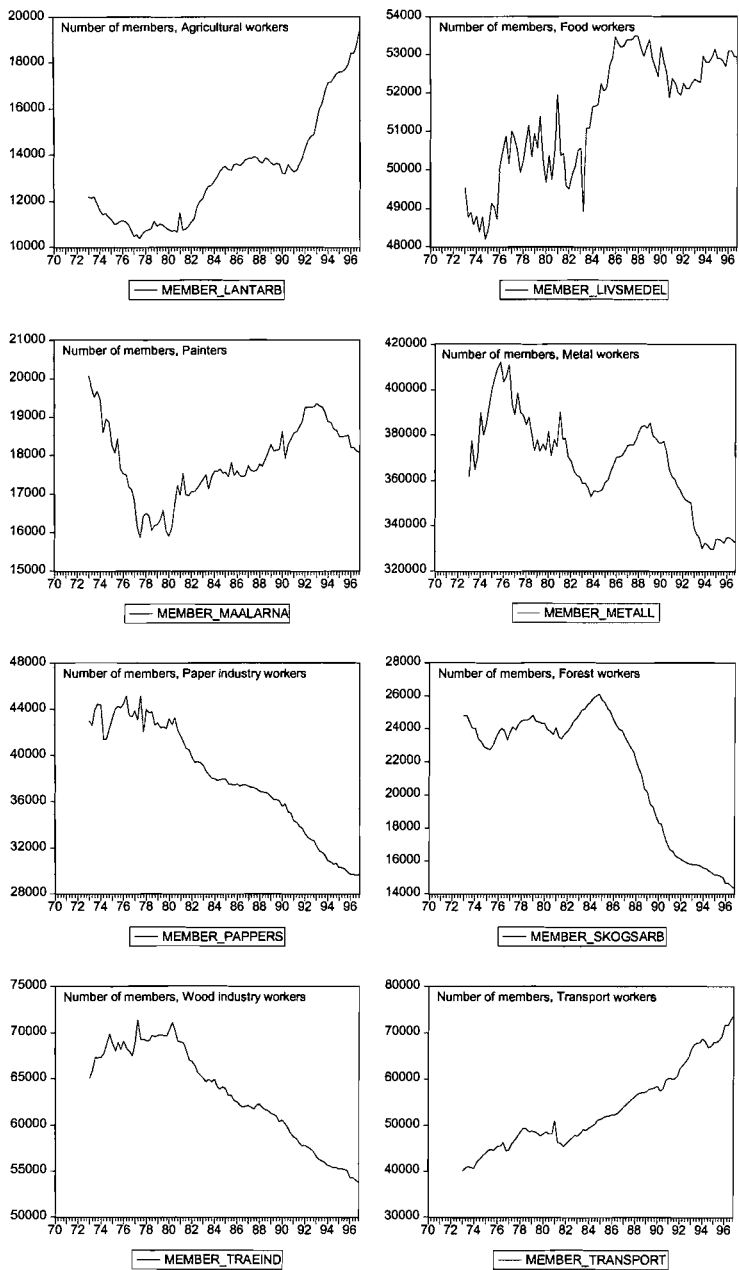 Number of members, Agricultural workers
20000
18000
16000
14000
12000
10000
70 72 74 76 78 80 82 84 86 88 90 92 94 96
MEMBER_LANTARB
Number of members, Food workers
54000
53000
52000
51000
50000
49000
48000
70 72 74 76 78 80 82 84 86 88 90 92 94 96
MEMBER_LIVSMEDEL
Number of members, Painters
21000
20000
19000
18000
17000
16000
15000
70 72 74 76 78 80 82 84 86 88 90 92 94 96
MEMBER_MAALARNA
Number of members, Metal workers
420000
400000
380000
360000
340000
320000
70 72 74 76 78 80 82 84 86 88 90 92 94 96
MEMBER_METALL
Number of members, Paper industry workers
48000
44000
40000
36000
32000
28000
70 72 74 76 78 80 82 84 86 88 90 92 94 96
MEMBER_PAPPERS
Number of members, Forest workers
28000
26000
24000
22000
20000
18000
16000
14000
70 72 74 76 78 80 82 84 86 88 90 92 94 96
MEMBER_SKOGSARB
Number of members, Wood industry workers
75000
70000
65000
60000
55000
50000
70 72 74 76 78 80 82 84 86 88 90 92 94 96
MEMBER_TRAEIND
Number of members, Transport workers
80000
70000
60000
50000
40000
30000
70 72 74 76 78 80 82 84 86 88 90 92 94 96
MEMBER_TRANSPORT